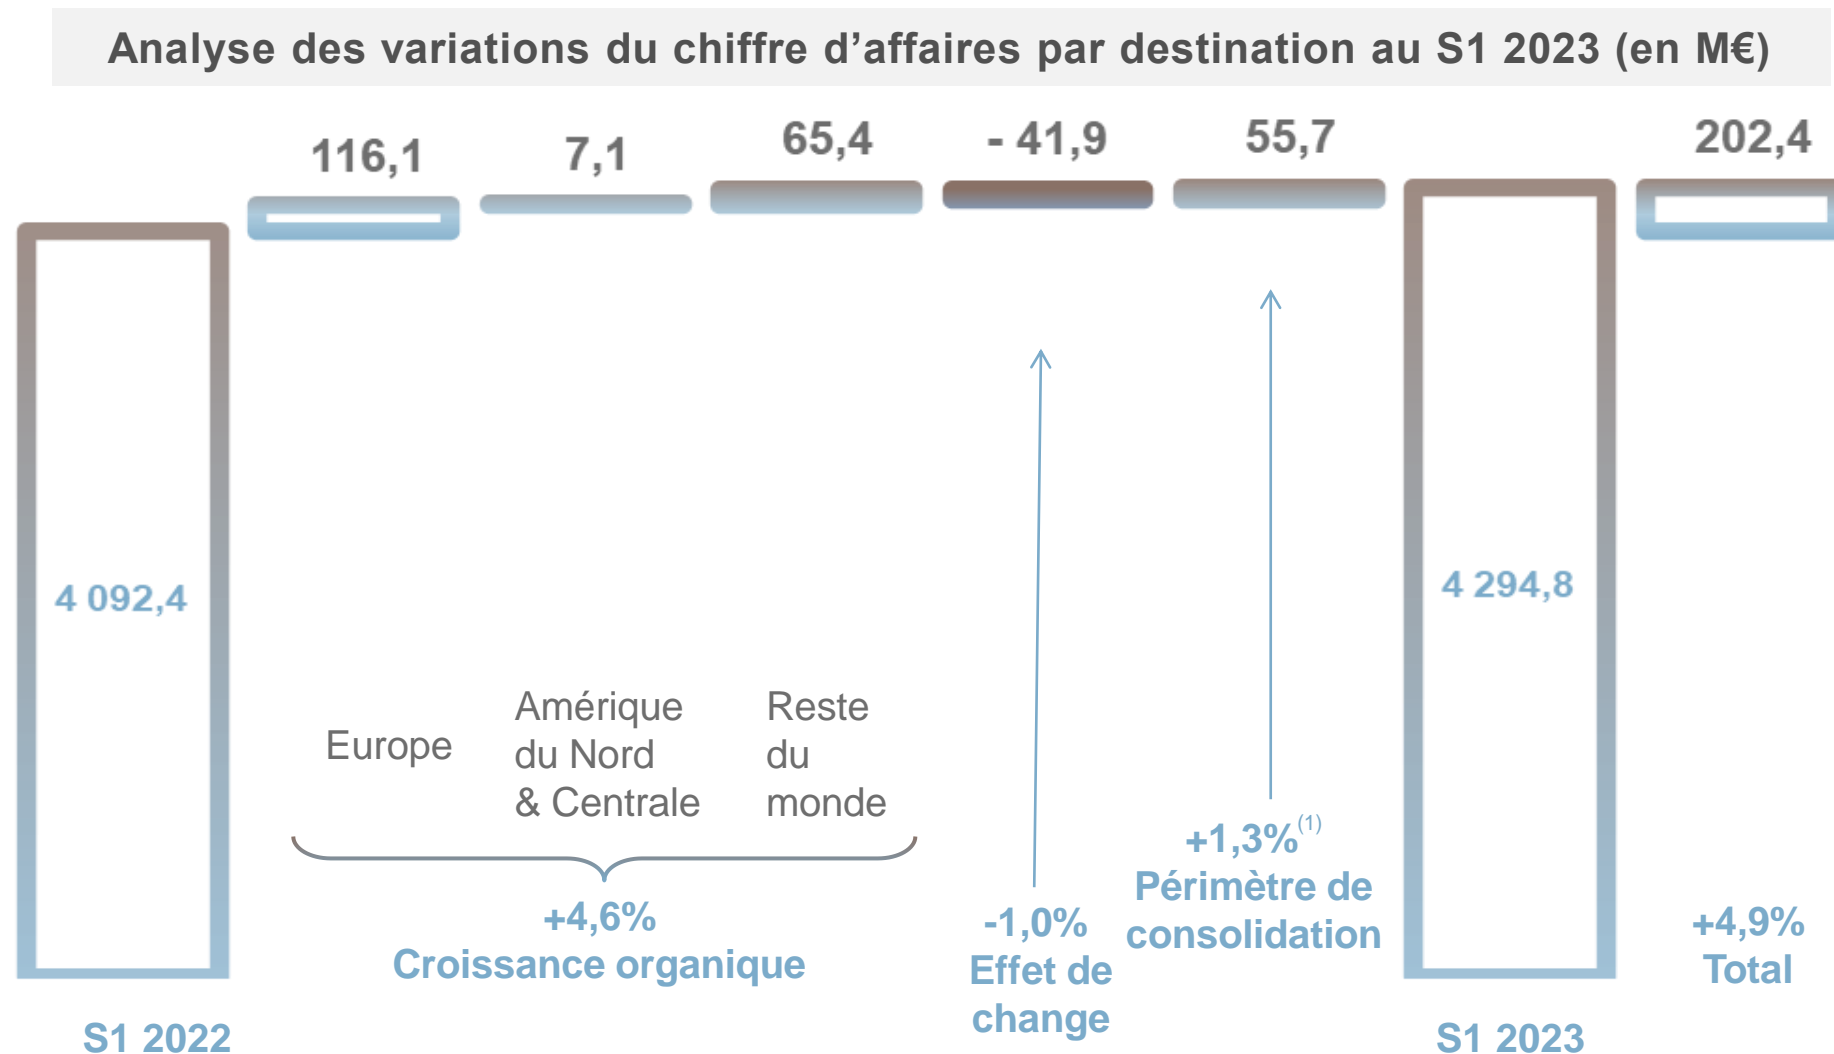 Analyse des variations du chiffre d’affaires par destination au S1 2023 (en M€)
116,1
7,1
65,4
- 41,9
55,7
202,4
4 092,4
4 294,8
Europe
Amérique
du Nord
& Centrale
Reste
du
monde
+4,6%
Croissance organique
-1,0%
Effet de
change
+1,3%(1)
Périmètre de
consolidation
+4,9%
Total
S1 2022
S1 2023